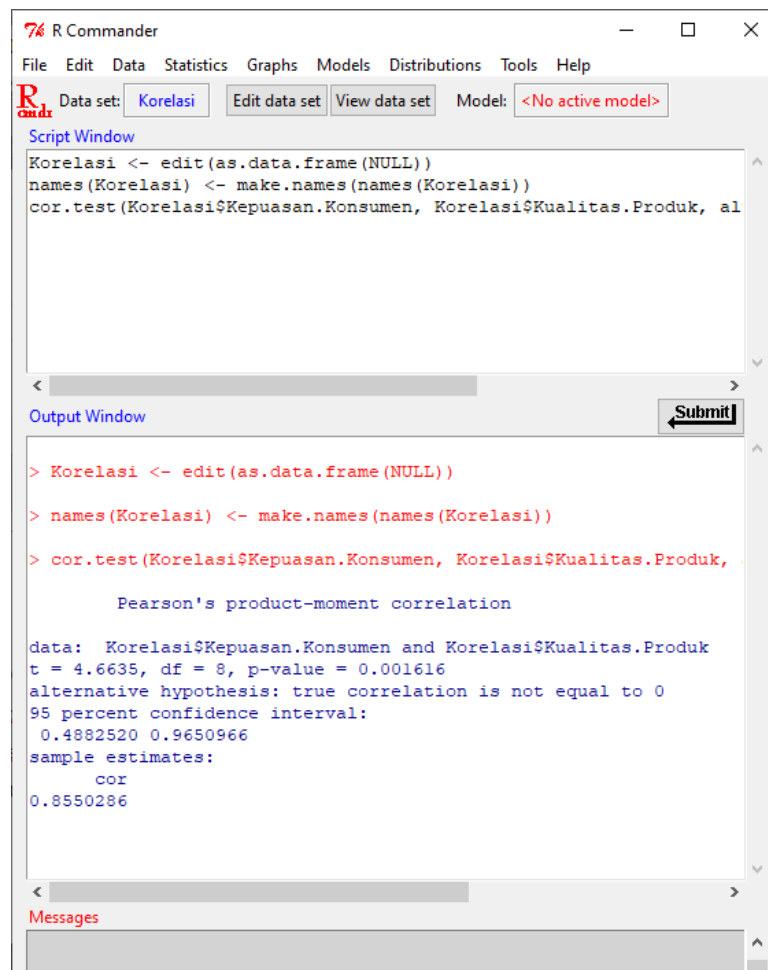 R Commander
File Edit Data Statistics Graphs Models Distributions Tools Help
R cmdr Data set: Korelasi Edit data set View data set Model: <No active model>
Script Window
Korelasi <- edit(as.data.frame(NULL))
names(Korelasi) <- make.names(names(Korelasi))
cor.test(Korelasi$Kepuasan.Konsumen, Korelasi$Kualitas.Produk, al
Output Window Submit
> Korelasi <- edit(as.data.frame(NULL))
> names(Korelasi) <- make.names(names(Korelasi))
> cor.test(Korelasi$Kepuasan.Konsumen, Korelasi$Kualitas.Produk,
Pearson's product-moment correlation
data: Korelasi$Kepuasan.Konsumen and Korelasi$Kualitas.Produk
t = 4.6635, df = 8, p-value = 0.001616
alternative hypothesis: true correlation is not equal to 0
95 percent confidence interval:
0.4882520 0.9650966
sample estimates:
cor
0.8550286
Messages